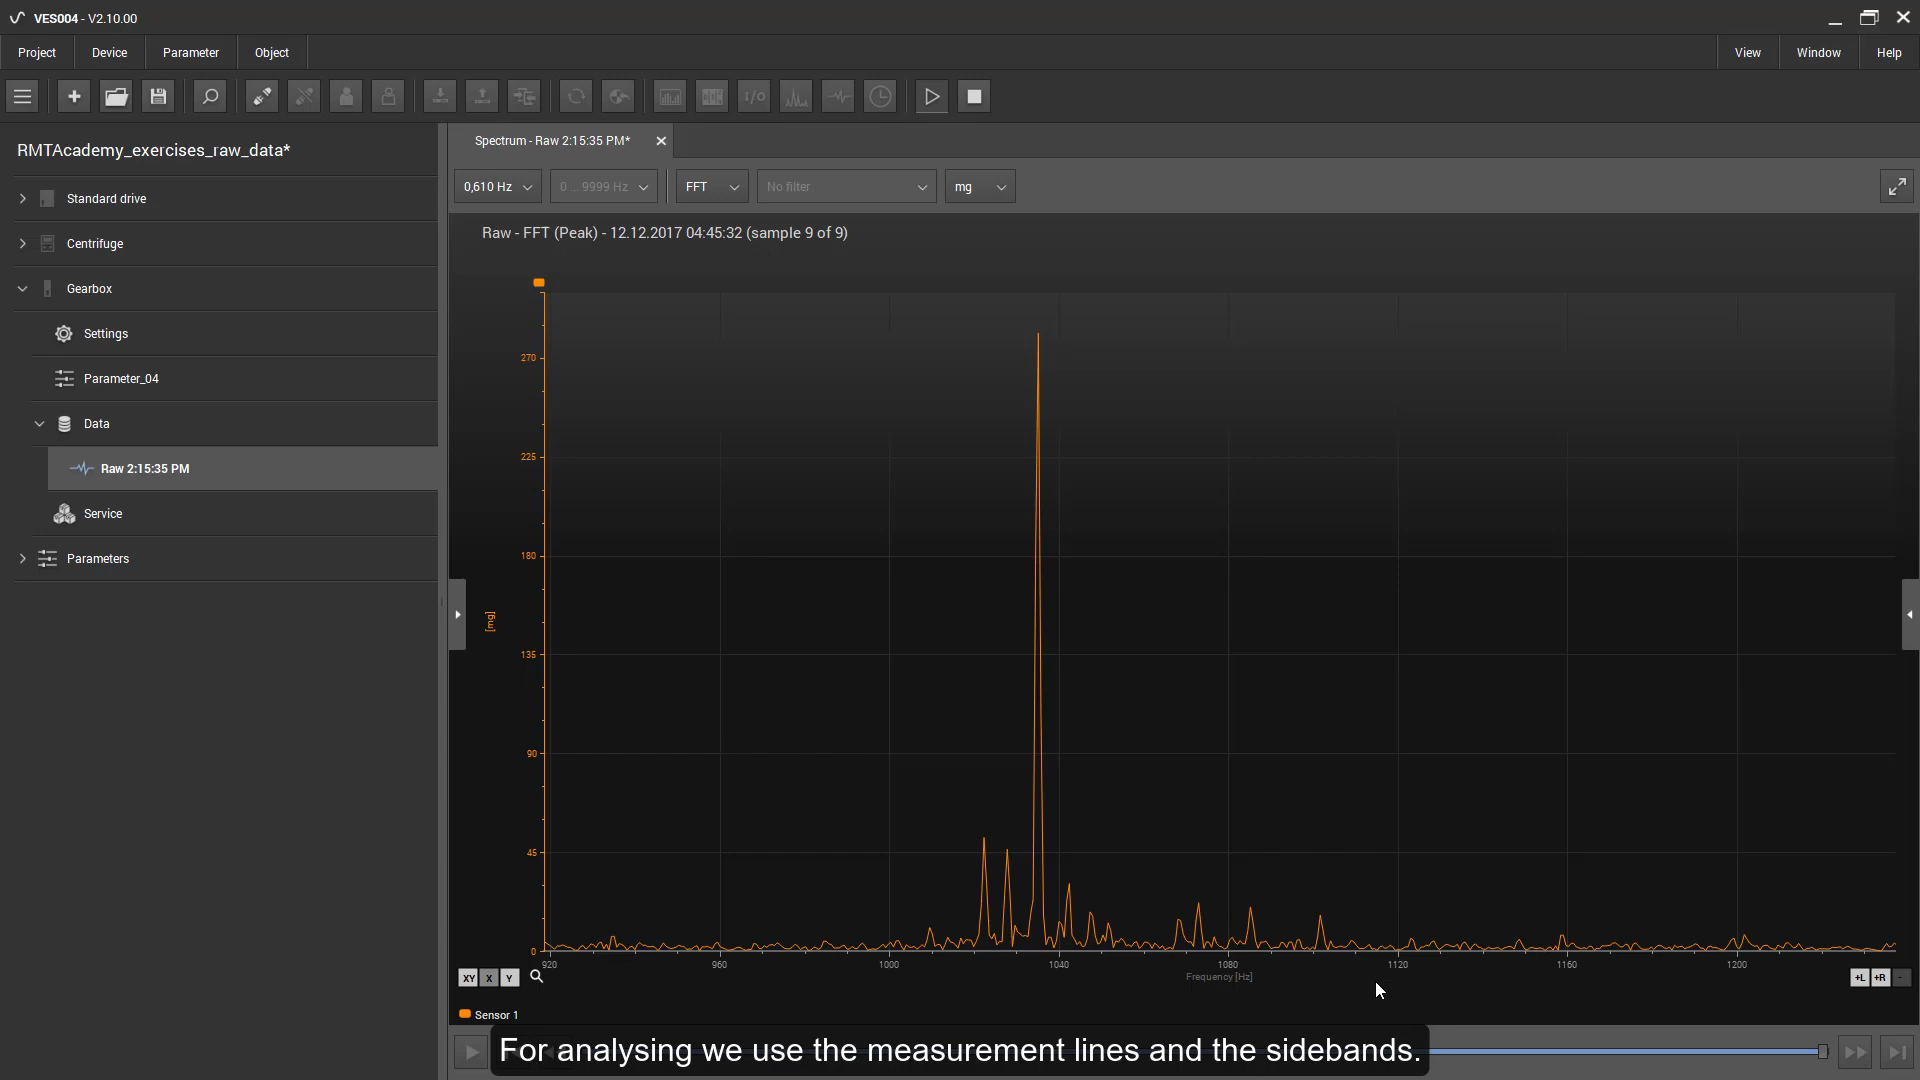 VES004 - V2.10.00
Project Device Parameter Object View Window Help
I/O
RMTAcademy_exercises_raw_data*
Spectrum - Raw 2:15:35 PM*
0,610 Hz 0 ... 9999 Hz FFT No filter mg
Standard drive
Centrifuge
Gearbox
Settings
Parameter_04
Data
Raw 2:15:35 PM
Service
Parameters
Raw - FFT (Peak) - 12.12.2017 04:45:32 (sample 9 of 9)
270
225
180
[mg]
135
90
45
0
920 960 1000 1040 1080 1120 1160 1200
Frequency [Hz]
XY X Y +L +R -
Sensor 1
For analysing we use the measurement lines and the sidebands.